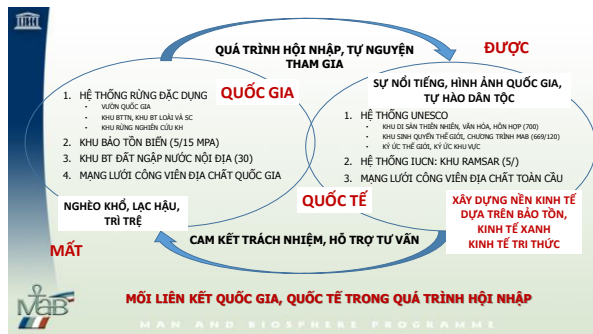 QUÁ TRÌNH HỘI NHẬP, TỰ NGUYỆN
THAM GIA
ĐƯỢC
QUỐC GIA
1. HỆ THỐNG RỪNG ĐẶC DỤNG
• VƯỜN QUỐC GIA
• KHU BTTN, KHU BT LOÀI VÀ SC
• KHU RỪNG NGHIÊN CỨU KH
2. KHU BẢO TỒN BIỂN (5/15 MPA)
3. KHU BT ĐẤT NGẬP NƯỚC NỘI ĐỊA (30)
4. MẠNG LƯỚI CÔNG VIÊN ĐỊA CHẤT QUỐC GIA
NGHÈO KHỔ, LẠC HẬU,
TRÌ TRỆ
MẤT
SỰ NỔI TIẾNG, HÌNH ẢNH QUỐC GIA,
TỰ HÀO DÂN TỘC
1. HỆ THỐNG UNESCO
• KHU DI SẢN THIÊN NHIÊN, VĂN HÓA, HỖN HỢP (700)
• KHU SINH QUYỂN THẾ GIỚI, CHƯƠNG TRÌNH MAB (669/120)
• KÝ ỨC THẾ GIỚI, KÝ ỨC KHU VỰC
2. HỆ THỐNG IUCN: KHU RAMSAR (5/)
3. MẠNG LƯỚI CÔNG VIÊN ĐỊA CHẤT TOÀN CẦU
QUỐC TẾ
XÂY DỰNG NỀN KINH TẾ
DỰA TRÊN BẢO TỒN,
KINH TẾ XANH
KINH TẾ TRI THỨC
CAM KẾT TRÁCH NHIỆM, HỖ TRỢ TƯ VẤN
MỐI LIÊN KẾT QUỐC GIA, QUỐC TẾ TRONG QUÁ TRÌNH HỘI NHẬP
MaB
MAN AND BIOSPHERE PROGRAMME